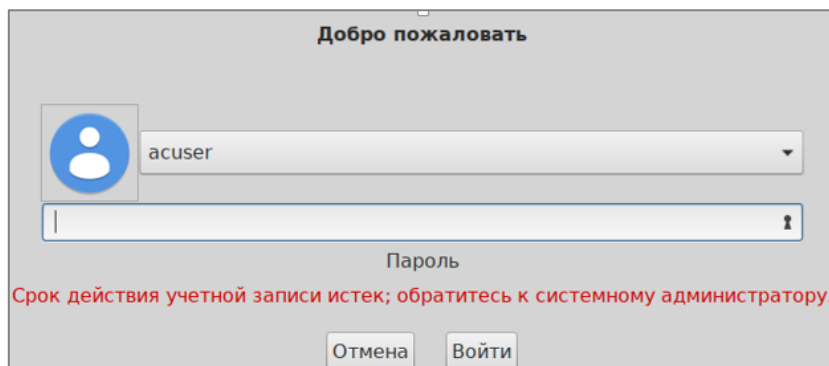 Добро пожаловать
acuser
Пароль
Срок действия учетной записи истек; обратитесь к системному администратору.
Отмена
Войти